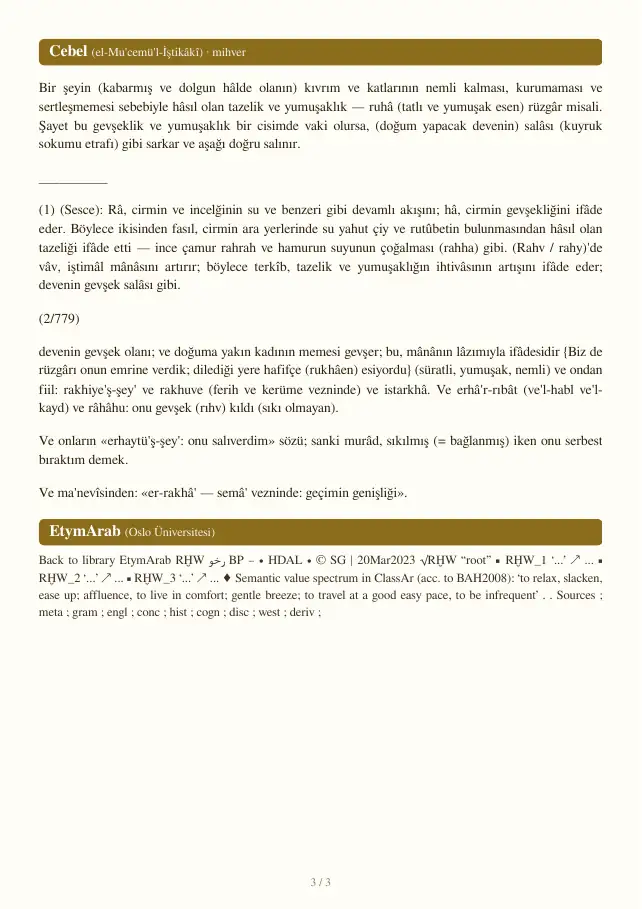 Cebel (el-Mu'cemü'l-İştikâkî) · mihver
Bir şeyin (kabarmış ve dolgun hâlde olanın) kıvrım ve katlarının nemli kalması, kurumaması ve
sertleşmemesi sebebiyle hâsıl olan tazelik ve yumuşaklık — ruhâ (tatlı ve yumuşak esen) rüzgâr misali.
Şayet bu gevşeklik ve yumuşaklık bir cisimde vaki olursa, (doğum yapacak devenin) salâsı (kuyruk
sokumu etrafı) gibi sarkar ve aşağı doğru salınır.
___________
(1) (Sesce): Râ, cirmin ve incelğinin su ve benzeri gibi devamlı akışını; hâ, cirmin gevşekliğini ifâde
eder. Böylece ikisinden fasıl, cirmin ara yerlerinde su yahut çiy ve rutûbetin bulunmasından hâsıl olan
tazeliği ifâde etti — ince çamur rahrah ve hamurun suyunun çoğalması (rahha) gibi. (Rahv / rahy)'de
vâv, iştimâl mânâsını artırır; böylece terkîb, tazelik ve yumuşaklığın ihtivâsının artışını ifâde eder;
devenin gevşek salâsı gibi.
(2/779)
devenin gevşek olanı; ve doğuma yakın kadının memesi gevşer; bu, mânânın lâzımıyla ifâdesidir {Biz de
rüzgârı onun emrine verdik; dilediği yere hafifçe (rukhâen) esiyordu} (süratli, yumuşak, nemli) ve ondan
fiil: rakhiye'ş-şey' ve rakhuve (ferih ve kerüme vezninde) ve istarkhâ. Ve erhâ'r-rıbât (ve'l-habl ve'l-
kayd) ve râhâhu: onu gevşek (rıhv) kıldı (sıkı olmayan).
Ve onların «erhaytü'ş-şey': onu salıverdim» sözü; sanki murâd, sıkılmış (= bağlanmış) iken onu serbest
bıraktım demek.
Ve ma'nevîsinden: «er-rakhâ' — semâ' vezninde: geçimin genişliği».
EtymArab (Oslo Üniversitesi)
Back to library EtymArab RḪW رخو BP – • HDAL • © SG | 20Mar2023 √RḪW “root” ▪ RḪW_1 ‘...’ ↗ ... ▪
RḪW_2 ‘...’ ↗ ... ▪ RḪW_3 ‘...’ ↗ ... ♦ Semantic value spectrum in ClassAr (acc. to BAH2008): ‘to relax, slacken,
ease up; affluence, to live in comfort; gentle breeze; to travel at a good easy pace, to be infrequent’ . . Sources ;
meta ; gram ; engl ; conc ; hist ; cogn ; disc ; west ; deriv ;
3 / 3